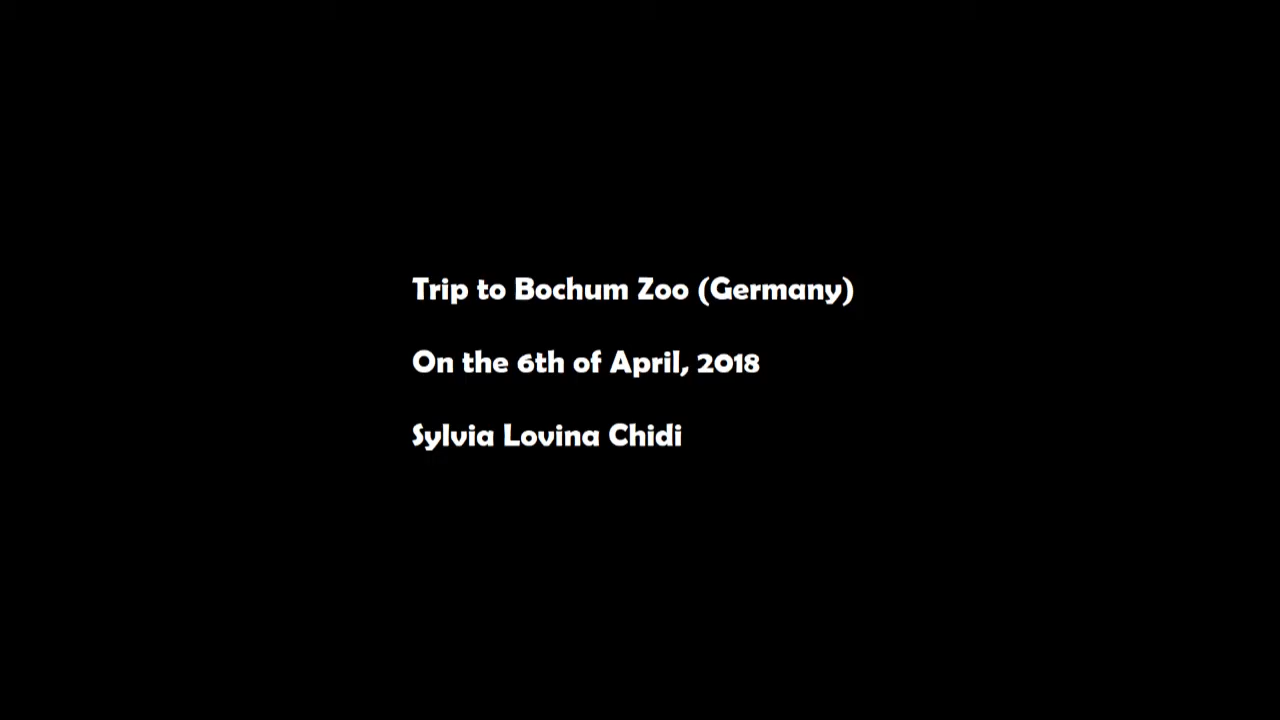 Trip to Bochum Zoo (Germany)
On the 6th of April, 2018
Sylvia Lovina Chidi